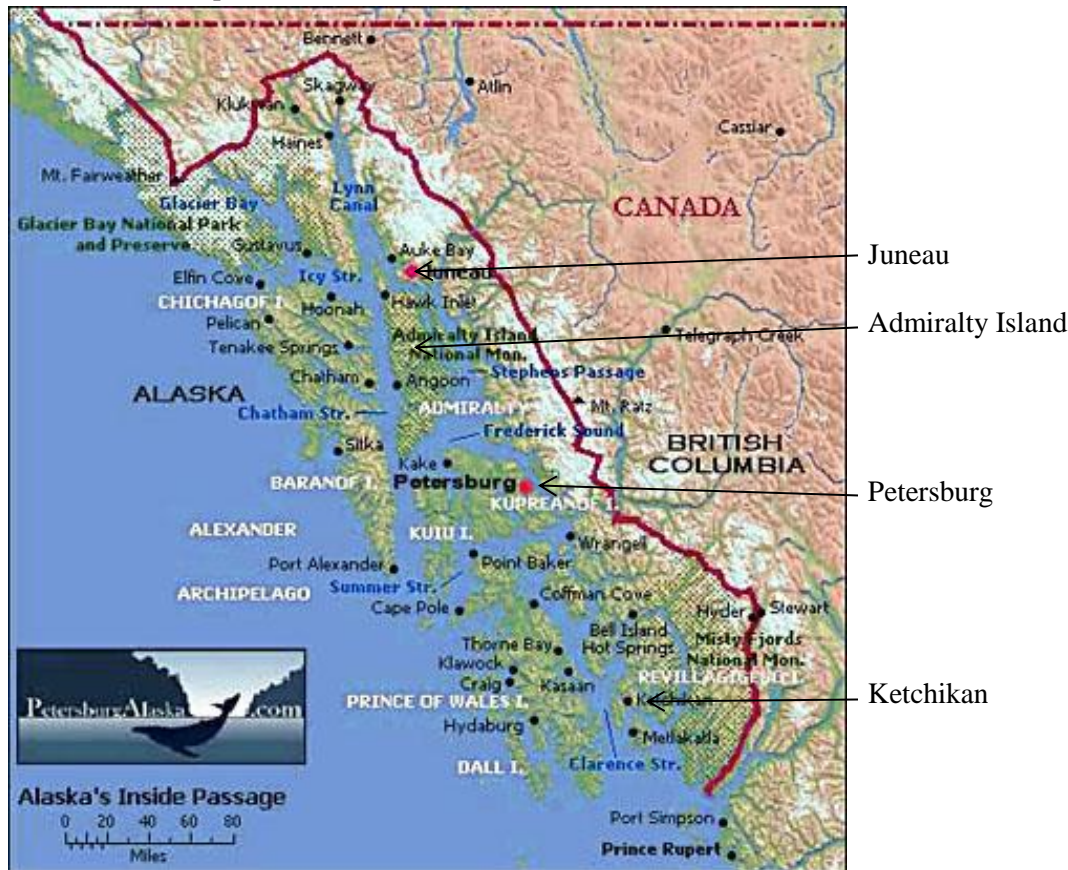 Bennett
Skagway
Atlin
Klukwan
Cassiar
Haines
Mt. Fairweather
Lynn
Canal
CANADA
Glacier Bay
Glacier Bay National Park
and Preserve
Gustavus
Auke Bay
Juneau
Juneau
Elfin Cove
Icy Str.
CHICHAGOF I.
Hoonah
Hawk Inlet
Pelican
Admiralty Island
National Mon.
Telegraph Creek
Admiralty Island
Tenakee Springs
Stephens Passage
Chatham
Angoon
ALASKA
ADMIRALTY
Mt. Ratz
Chatham Str.
Frederick Sound
Sitka
BRITISH
COLUMBIA
Kake
BARANOF I.
Petersburg
Petersburg
KUPREANOF I.
ALEXANDER
KUIU I.
Wrangell
Port Alexander
Point Baker
Summer Str.
ARCHIPELAGO
Coffman Cove
Cape Pole
Hyder
Stewart
Bell Island
Hot Springs
Misty Fjords
National Mon.
Thorne Bay
Klawock
REVILLAGIGEDO I.
Craig
Kasaan
PRINCE OF WALES I.
Ketchikan
Ketchikan
Hydaburg
Metlakatla
Clarence Str.
DALL I.
PetersburgAlaska.com
Alaska's Inside Passage
0 20 40 60 80
Miles
Port Simpson
Prince Rupert